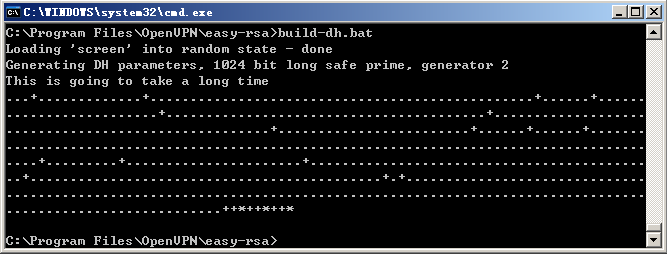 C:\WINDOWS\system32\cmd.exe
C:\Program Files\OpenVPN\easy-rsa>build-dh.bat
Loading 'screen' into random state - done
Generating DH parameters, 1024 bit long safe prime, generator 2
This is going to take a long time
...+.............+................................................+......+......
...................+........................................+...................
.................................+........................+......+......+.......
................................................................................
....+.........+......................+..........................................
..+............................................+.+..............................
................................................................................
...........................++*++*++*
C:\Program Files\OpenVPN\easy-rsa>